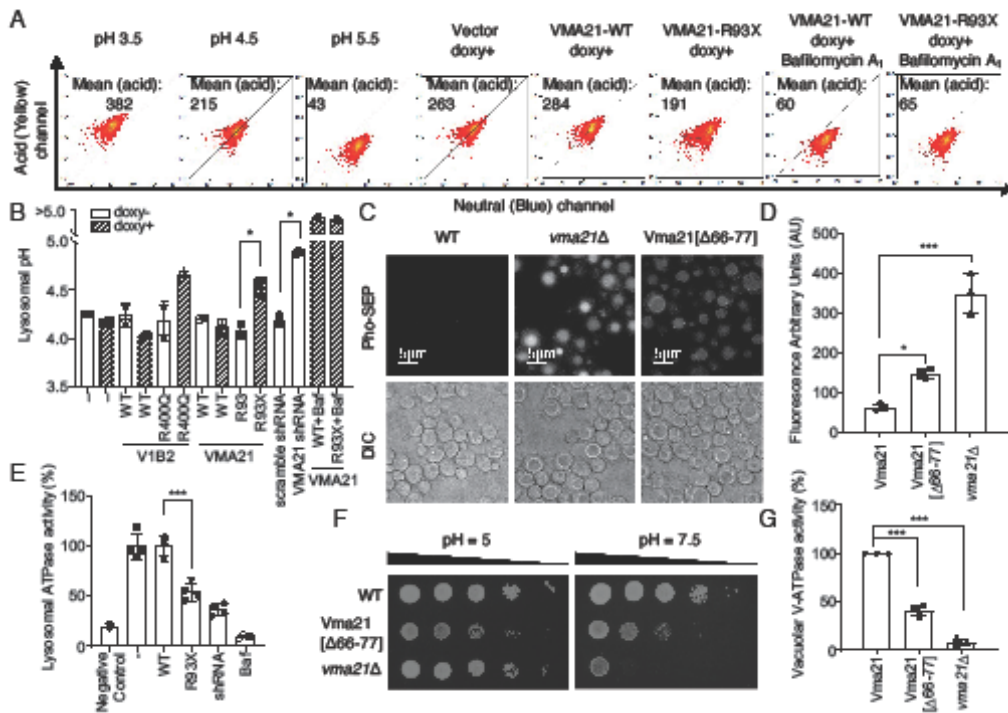 A
pH 3.5
pH 4.5
pH 5.5
Vector
doxy+
VMA21-WT
doxy+
VMA21-R93X
doxy+
VMA21-WT
doxy+
Bafilomycin A1
VMA21-R93X
doxy+
Bafilomycin A1
Acid (Yellow)
channel
Mean (acid):
382
Mean (acid):
215
Mean (acid):
43
Mean (acid):
263
Mean (acid):
284
Mean (acid):
191
Mean (acid):
60
Mean (acid):
65
Neutral (Blue) channel
B
Lysosomal pH
>5.0
5.0
4.5
4.0
3.5
doxy-
doxy+
*
*
-
-
WT
WT
R400Q
R400Q
WT
WT
R93
R93X
scramble shRNA
VMA21 shRNA
WT+Baf
R93X+Baf
V1B2
VMA21
VMA21
C
WT
vma21Δ
Vma21[Δ66-77]
Pho-SEP
5μm
5μm
5μm
DIC
D
Fluorescence Arbitrary Units (AU)
500
400
300
200
100
0
***
*
Vma21
Vma21
[Δ66-77]
vma21Δ
E
Lysosomal ATPase activity (%)
150
100
50
0
***
Negative
Control
-
WT
R93X
shRNA
Baf
F
pH = 5
pH = 7.5
WT
Vma21
[Δ66-77]
vma21Δ
G
Vacuolar V-ATPase activity (%)
150
100
50
0
***
***
Vma21
Vma21
[Δ66-77]
vma21Δ